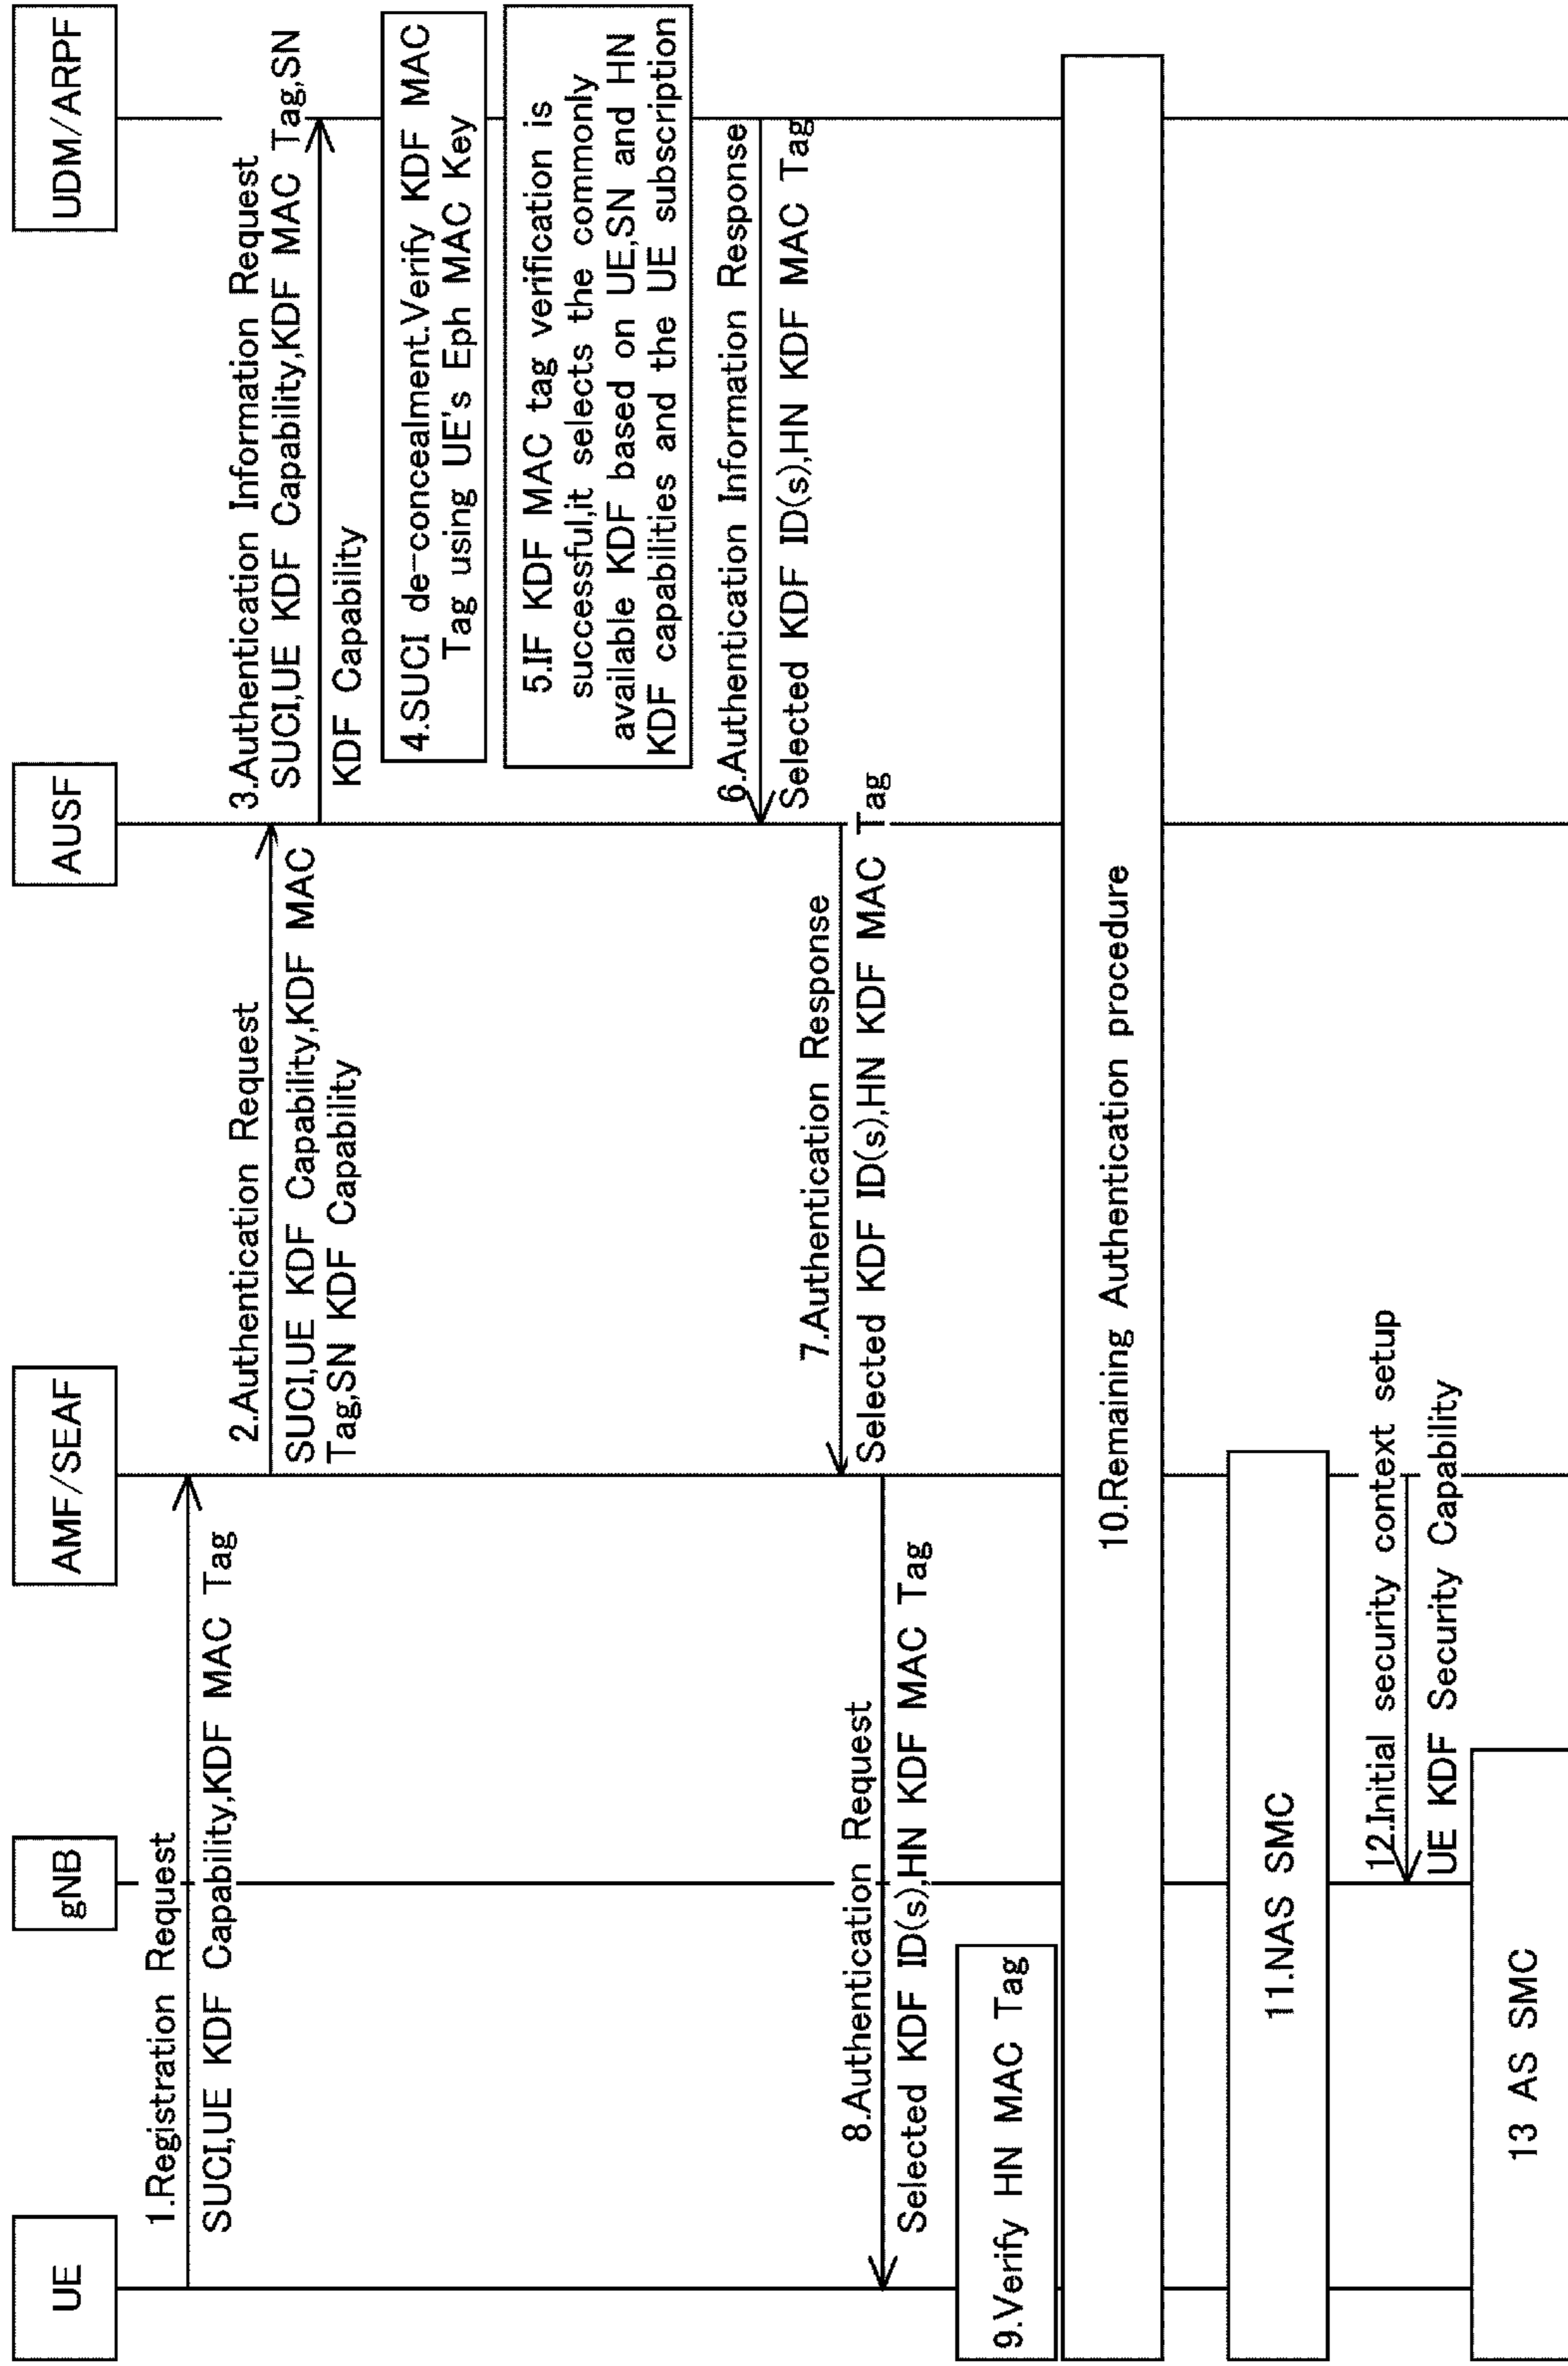 UE
gNB
AMF/SEAF
AUSF
UDM/ARPF
1.Registration Request
SUCI,UE KDF Capability,KDF MAC Tag
2.Authentication Request
SUCI,UE KDF Capability,KDF MAC
Tag,SN KDF Capability
3.Authentication Information Request
SUCI,UE KDF Capability,KDF MAC Tag,SN
KDF Capability
4.SUCI de-concealment.Verify KDF MAC
Tag using UE's Eph MAC Key
5.IF KDF MAC tag verification is
successful,it selects the commonly
available KDF based on UE,SN and HN
KDF capabilities and the UE subscription
6.Authentication Information Response
Selected KDF ID(s),HN KDF MAC Tag
7.Authentication Response
Selected KDF ID(s),HN KDF MAC Tag
8.Authentication Request
Selected KDF ID(s),HN KDF MAC Tag
9.Verify HN MAC Tag
10.Remaining Authentication procedure
11.NAS SMC
12.Initial security context setup
UE KDF Security Capability
13 AS SMC